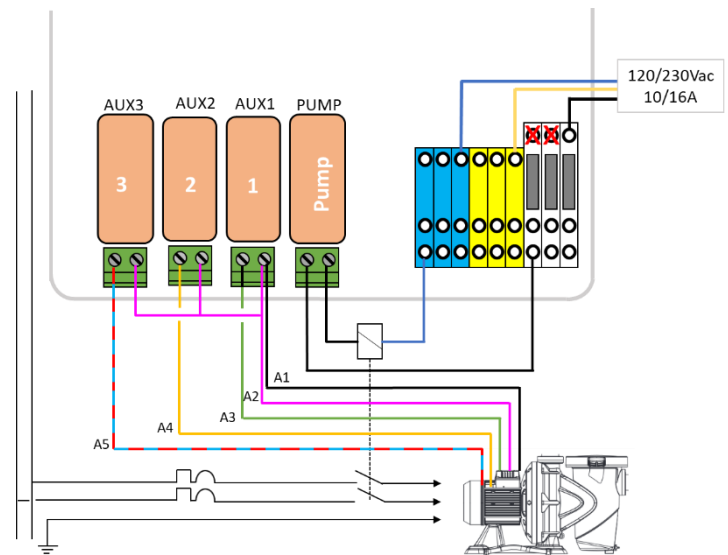 120/230Vac
10/16A
AUX3 AUX2 AUX1 PUMP
3 2 1 Pump
A1
A2
A3
A4
A5